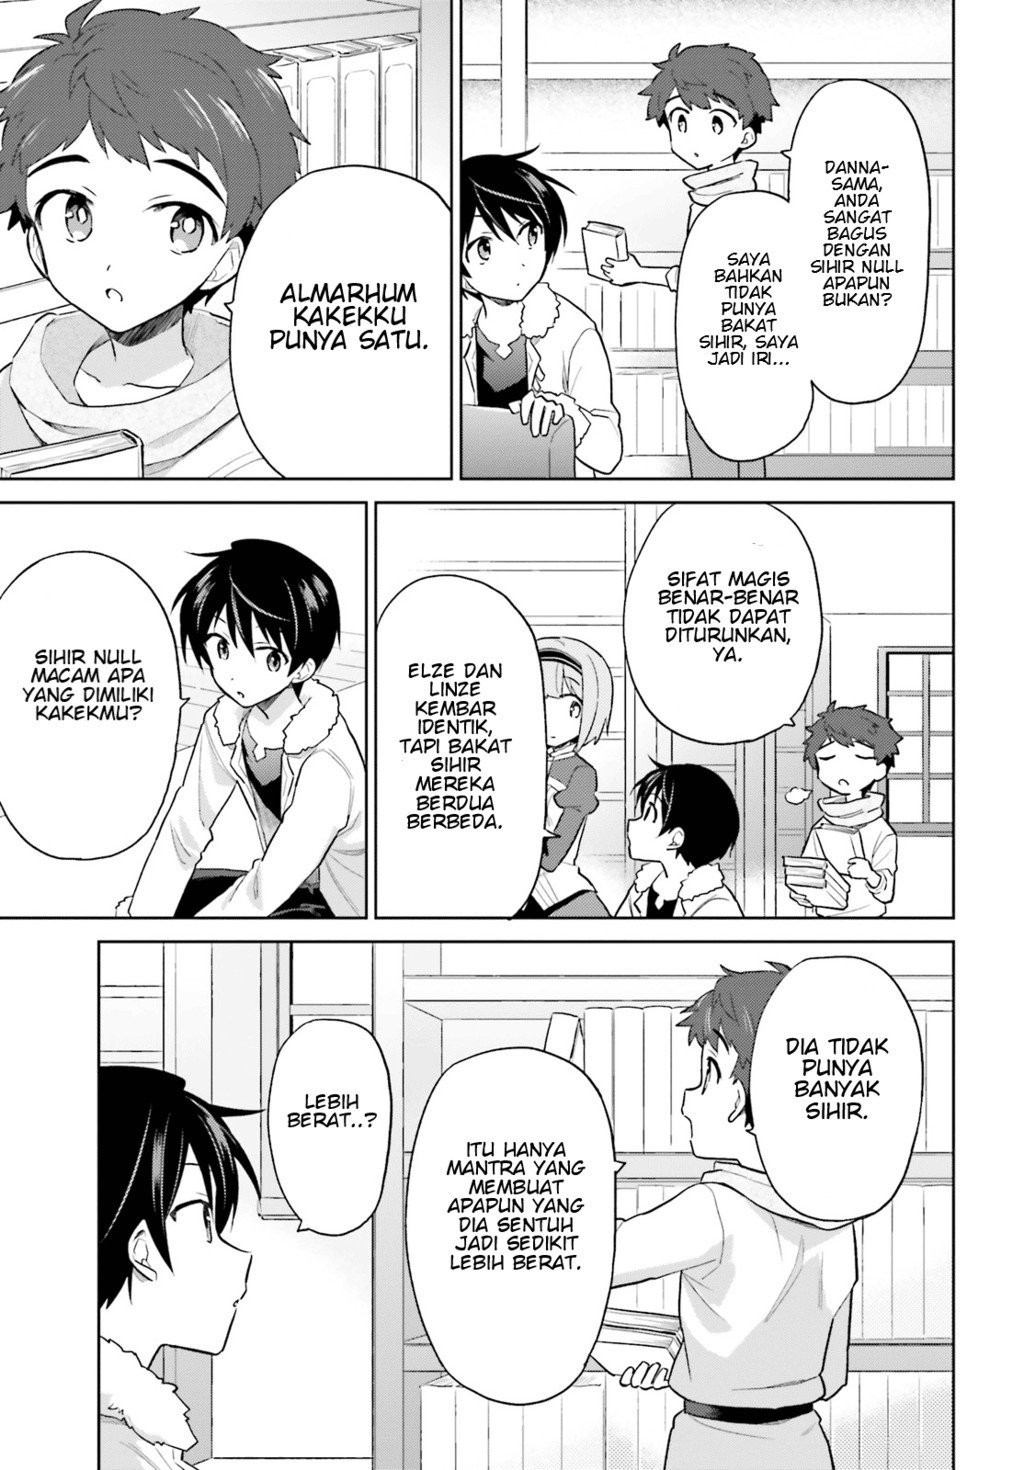 DANNA-
SAMA,
ANDA
SANGAT
BAGUS
DENGAN
SIHIR NULL
APAPUN
BUKAN?
SAYA
BAHKAN
TIDAK
PUNYA
BAKAT
SIHIR, SAYA
JADI IRI...
ALMARHUM
KAKEKKU
PUNYA SATU.
SIFAT MAGIS
BENAR-BENAR
TIDAK DAPAT
DITURUNKAN,
YA.
ELZE DAN
LINZE
KEMBAR
IDENTIK,
TAPI BAKAT
SIHIR
MEREKA
BERDUA
BERBEDA.
SIHIR NULL
MACAM APA
YANG DIMILIKI
KAKEKMU?
DIA TIDAK
PUNYA
BANYAK
SIHIR.
ITU HANYA
MANTRA YANG
MEMBUAT
APAPUN YANG
DIA SENTUH
JADI SEDIKIT
LEBIH BERAT.
LEBIH
BERAT..?